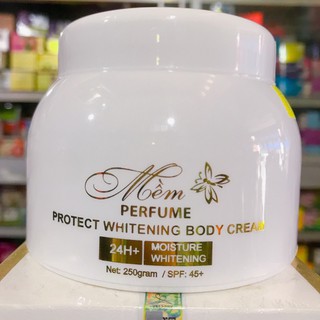 Mềm
PERFUME
PROTECT WHITENING BODY CREAM
24H+
MOISTURE
WHITENING
Net: 250gram / SPF: 45+